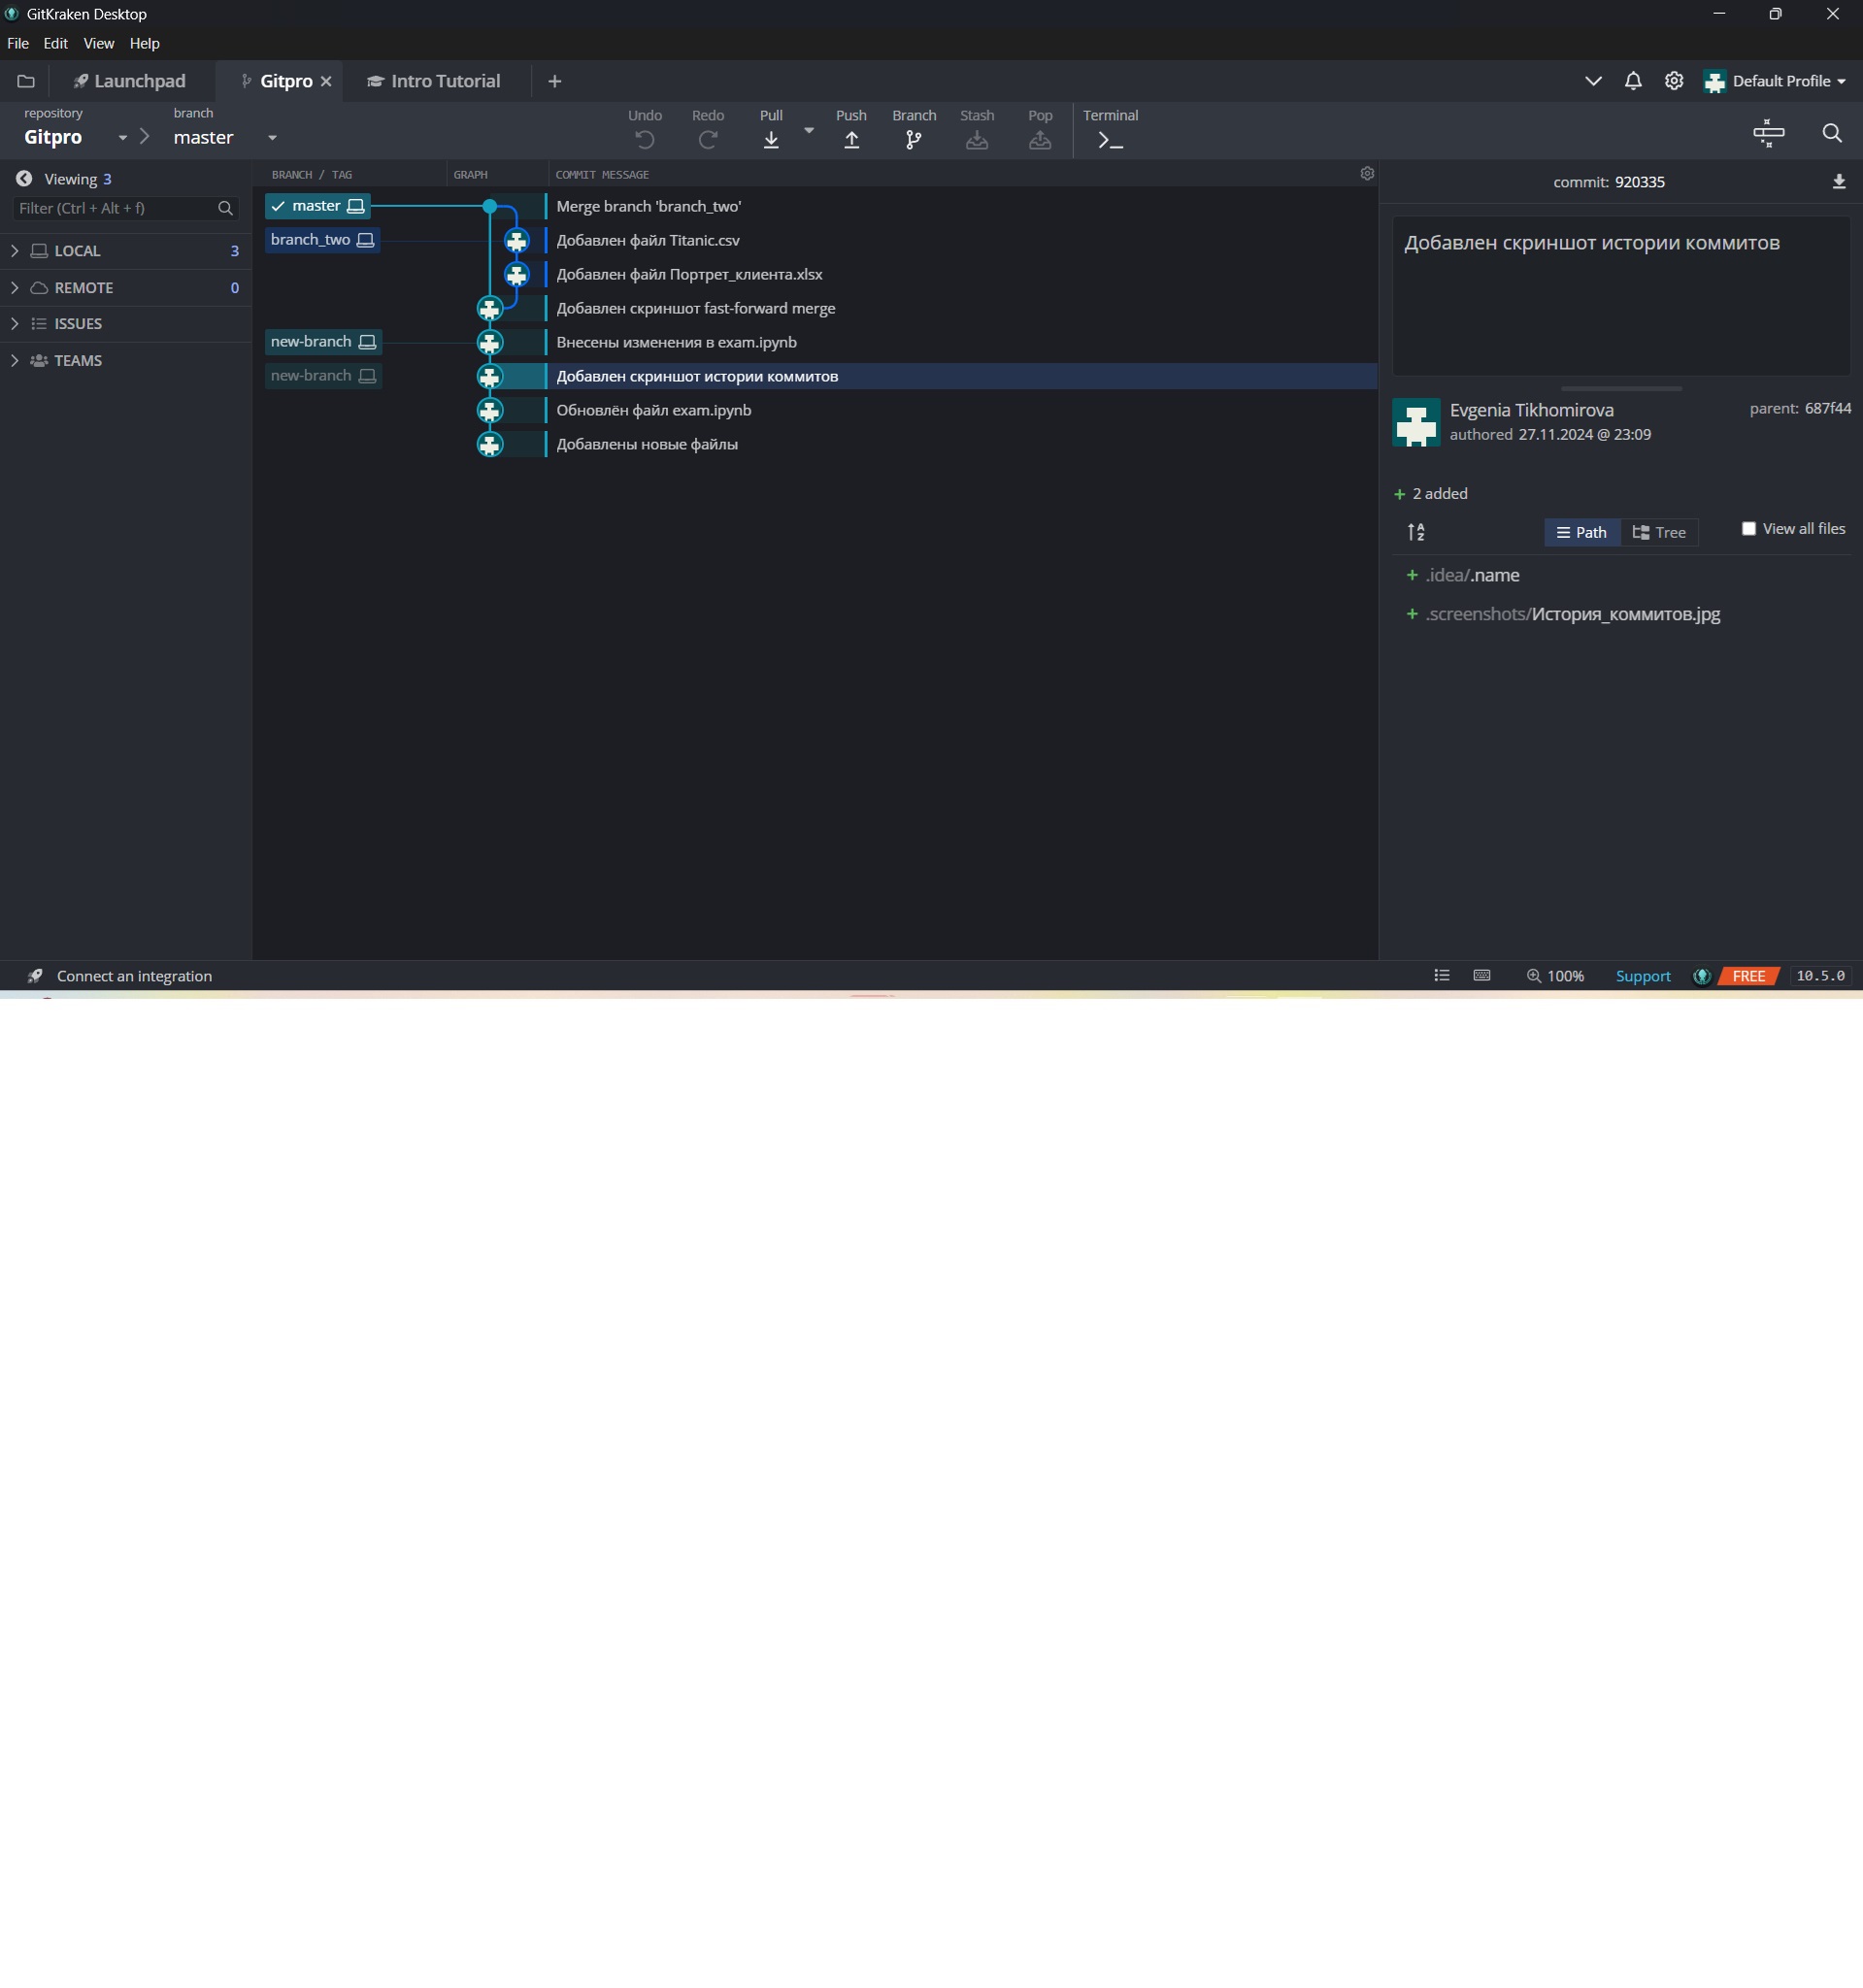 GitKraken Desktop
File Edit View Help
Launchpad Gitpro Intro Tutorial Default Profile
repository branch Undo Redo Pull Push Branch Stash Pop Terminal
Gitpro master
Viewing 3 BRANCH / TAG GRAPH COMMIT MESSAGE commit: 920335
Filter (Ctrl + Alt + f)
LOCAL 3
REMOTE 0
ISSUES
TEAMS
master Merge branch 'branch_two'
branch_two Добавлен файл Titanic.csv
Добавлен файл Портрет_клиента.xlsx
Добавлен скриншот fast-forward merge
new-branch Внесены изменения в exam.ipynb
new-branch Добавлен скриншот истории коммитов
Обновлён файл exam.ipynb
Добавлены новые файлы
Добавлен скриншот истории коммитов
Evgenia Tikhomirova parent: 687f44
authored 27.11.2024 @ 23:09
+ 2 added
Path Tree View all files
+ .idea/.name
+ .screenshots/История_коммитов.jpg
Connect an integration 100% Support FREE 10.5.0